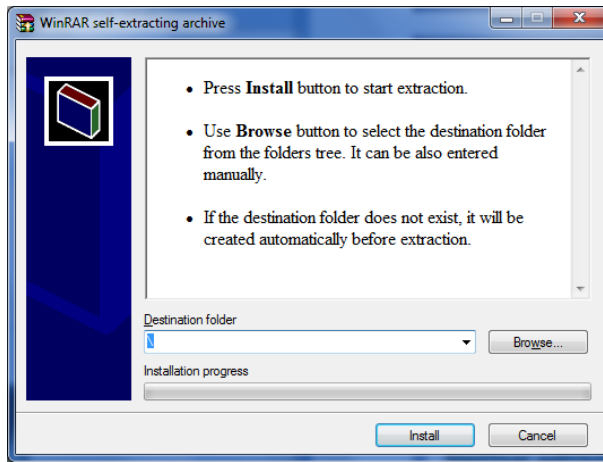 WinRAR self-extracting archive
• Press Install button to start extraction.
• Use Browse button to select the destination folder
from the folders tree. It can be also entered
manually.
• If the destination folder does not exist, it will be
created automatically before extraction.
Destination folder
\
Browse...
Installation progress
Install
Cancel